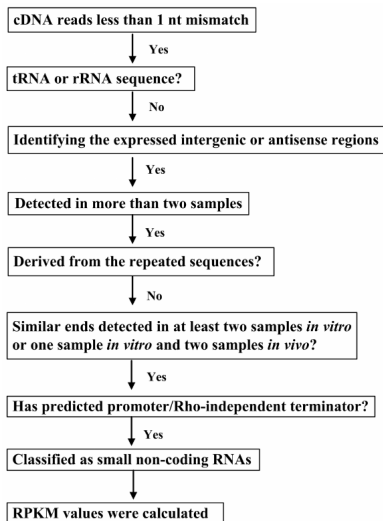 cDNA reads less than 1 nt mismatch
Yes
tRNA or rRNA sequence?
No
Identifying the expressed intergenic or antisense regions
Yes
Detected in more than two samples
Yes
Derived from the repeated sequences?
No
Similar ends detected in at least two samples in vitro
or one sample in vitro and two samples in vivo?
Yes
Has predicted promoter/Rho-independent terminator?
Yes
Classified as small non-coding RNAs
RPKM values were calculated